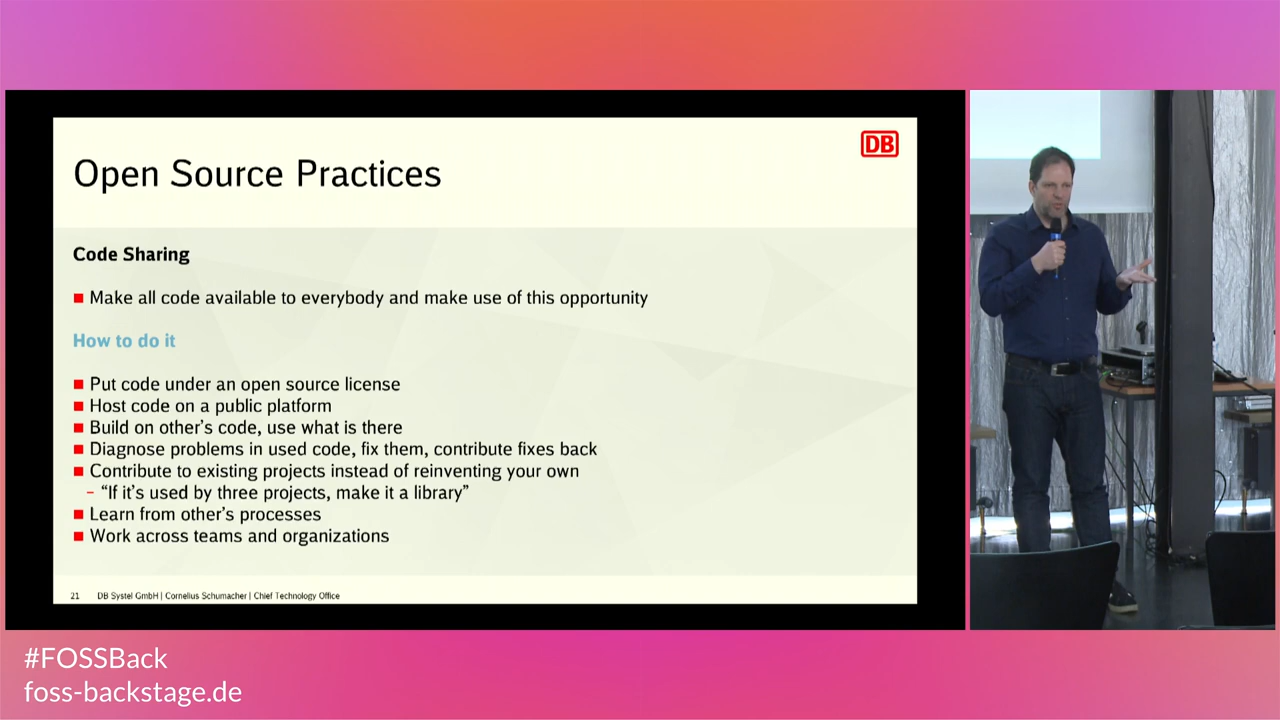 DB
Open Source Practices
Code Sharing
Make all code available to everybody and make use of this opportunity
How to do it
Put code under an open source license
Host code on a public platform
Build on other's code, use what is there
Diagnose problems in used code, fix them, contribute fixes back
Contribute to existing projects instead of reinventing your own
– “If it's used by three projects, make it a library”
Learn from other's processes
Work across teams and organizations
21 DB Systel GmbH | Cornelius Schumacher | Chief Technology Office
#FOSSBack
foss-backstage.de